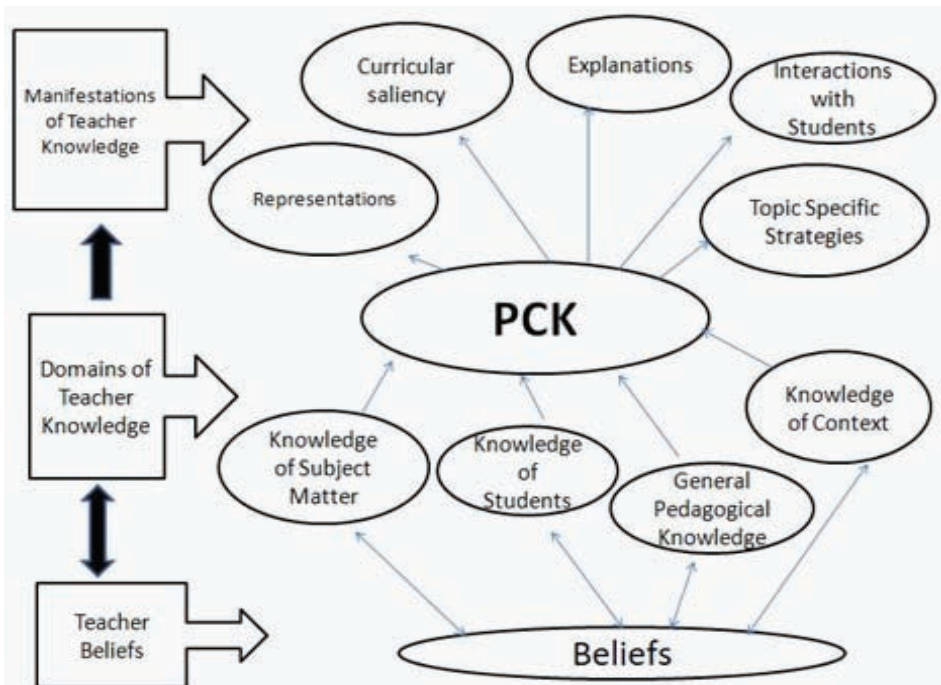 Manifestations
of Teacher
Knowledge
Curricular
saliency
Explanations
Interactions
with
Students
Representations
Topic Specific
Strategies
PCK
Domains of
Teacher
Knowledge
Knowledge
of Subject
Matter
Knowledge
of
Students
General
Pedagogical
Knowledge
Knowledge
of Context
Teacher
Beliefs
Beliefs